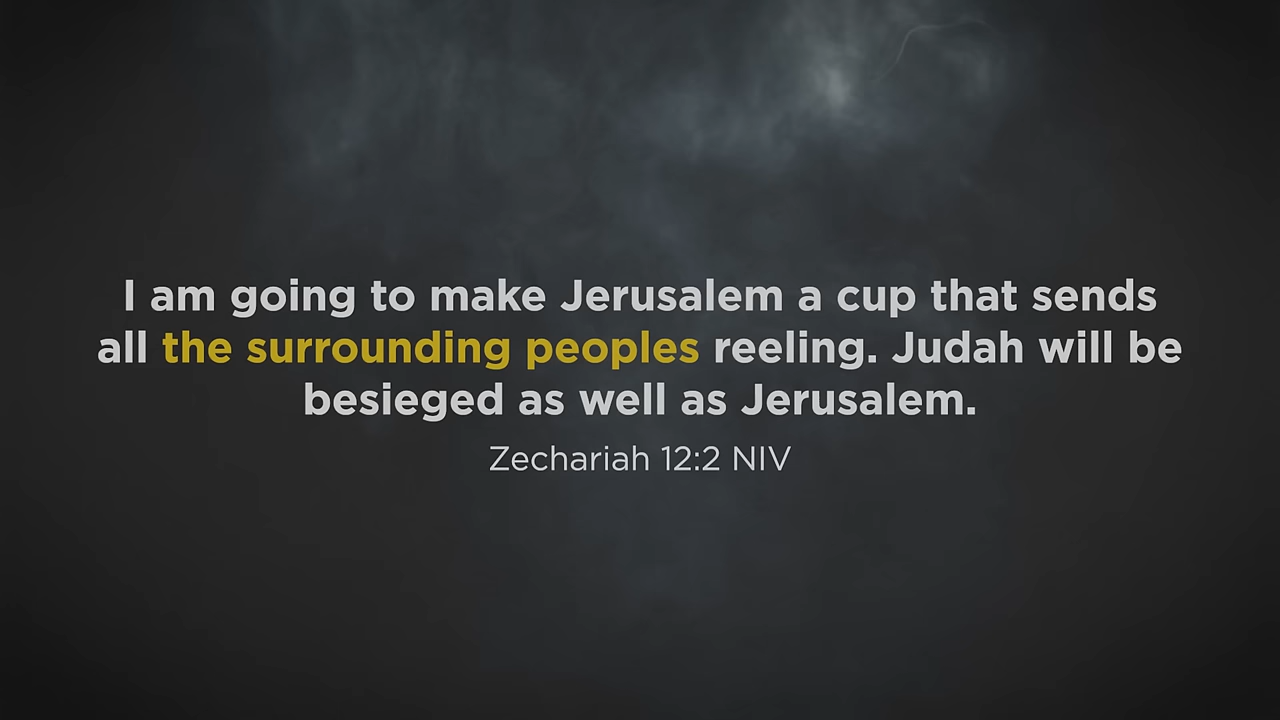 I am going to make Jerusalem a cup that sends
all the surrounding peoples reeling. Judah will be
besieged as well as Jerusalem.
Zechariah 12:2 NIV